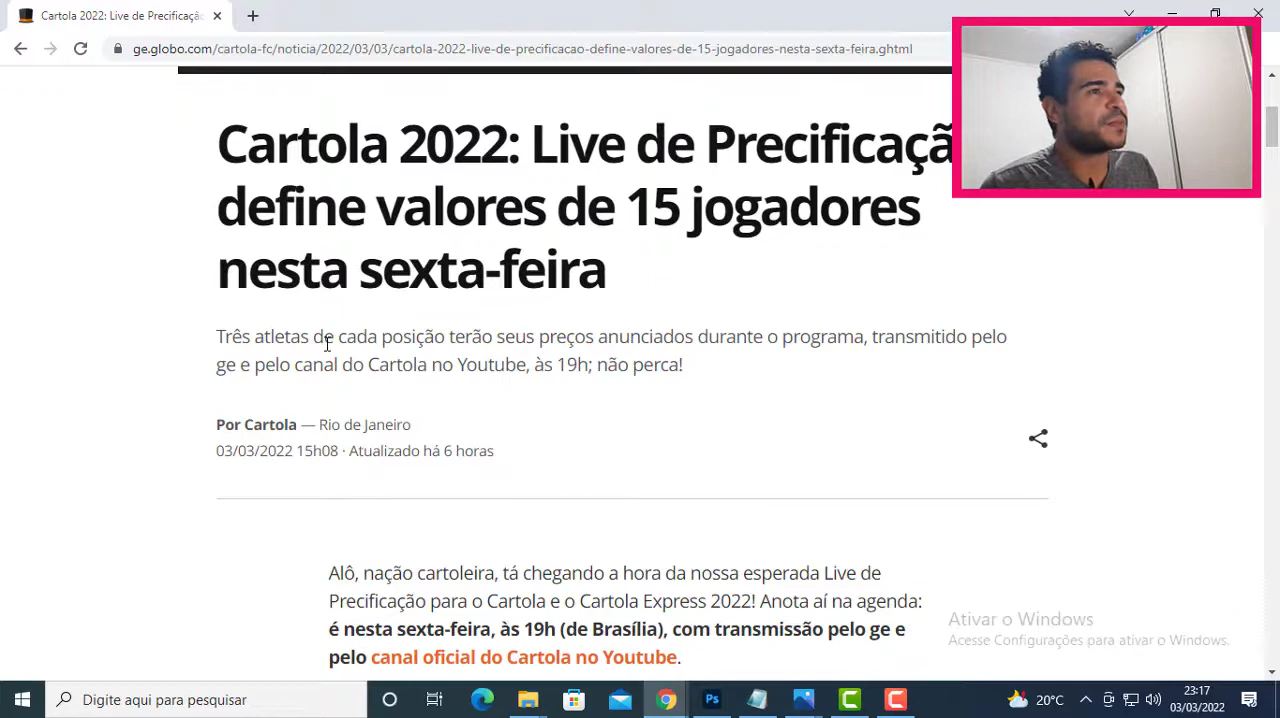 Cartola 2022: Live de Precificaçã
ge.globo.com/cartola-fc/noticia/2022/03/03/cartola-2022-live-de-precificacao-define-valores-de-15-jogadores-nesta-sexta-feira.ghtml
Cartola 2022: Live de Precificaçã
define valores de 15 jogadores
nesta sexta-feira
Três atletas de cada posição terão seus preços anunciados durante o programa, transmitido pelo
ge e pelo canal do Cartola no Youtube, às 19h; não perca!
Por Cartola — Rio de Janeiro
03/03/2022 15h08 · Atualizado há 6 horas
Alô, nação cartoleira, tá chegando a hora da nossa esperada Live de
Precificação para o Cartola e o Cartola Express 2022! Anota aí na agenda:
é nesta sexta-feira, às 19h (de Brasília), com transmissão pelo ge e
pelo canal oficial do Cartola no Youtube.
Ativar o Windows
Acesse Configurações para ativar o Windows.
Digite aqui para pesquisar
Ps
20°C
23:17
03/03/2022